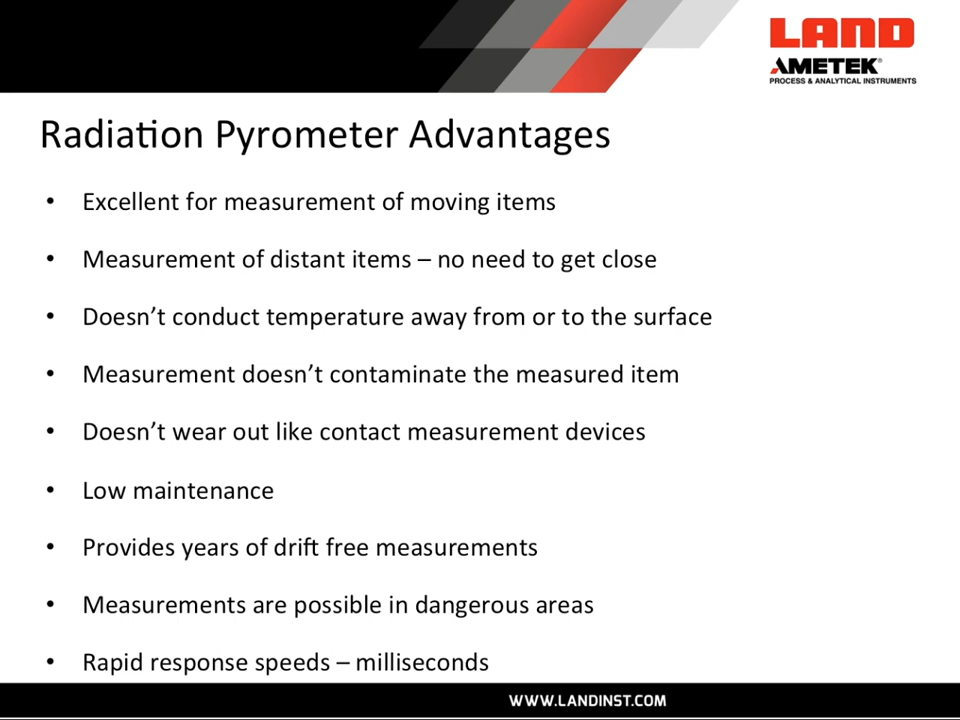 LAND
AMETEK®
PROCESS & ANALYTICAL INSTRUMENTS
Radiation Pyrometer Advantages
• Excellent for measurement of moving items
• Measurement of distant items – no need to get close
• Doesn’t conduct temperature away from or to the surface
• Measurement doesn’t contaminate the measured item
• Doesn’t wear out like contact measurement devices
• Low maintenance
• Provides years of drift free measurements
• Measurements are possible in dangerous areas
• Rapid response speeds – milliseconds
WWW.LANDINST.COM